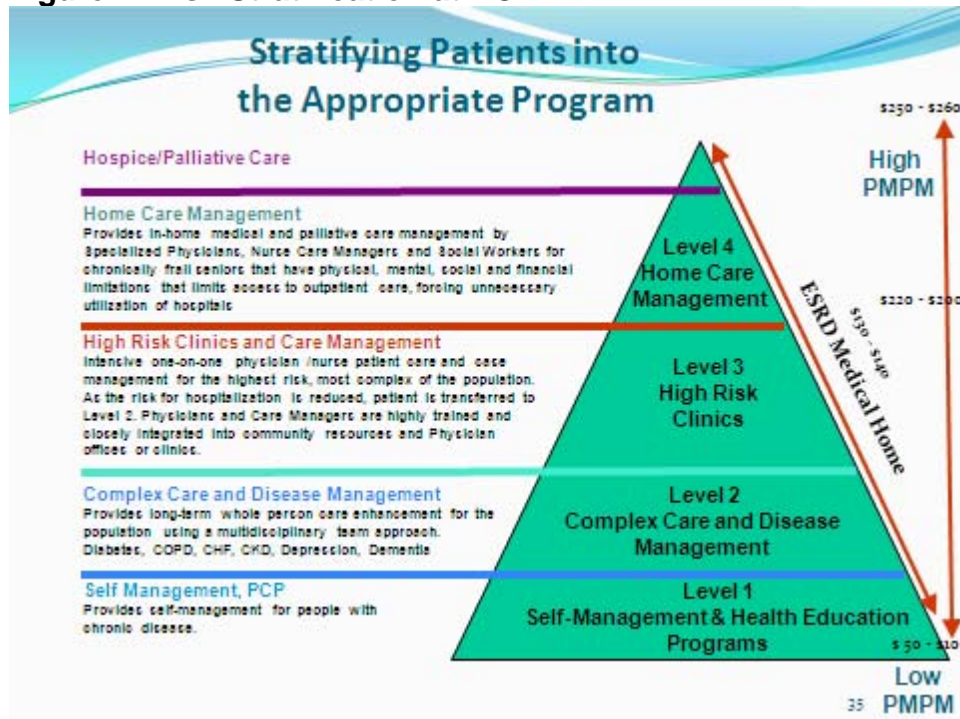 Stratifying Patients into
the Appropriate Program
$250 - $260
High
PMPM
Hospice/Palliative Care
Home Care Management
Provides in-home medical and palliative care management by
Specialized Physicians, Nurse Care Managers and Social Workers for
chronically frail seniors that have physical, mental, social and financial
limitations that limits access to outpatient care, forcing unnecessary
utilization of hospitals
Level 4
Home Care
Management
$220 - $200
High Risk Clinics and Care Management
Intensive one-on-one physician /nurse patient care and case
management for the highest risk, most complex of the population.
As the risk for hospitalization is reduced, patient is transferred to
Level 2. Physicians and Care Managers are highly trained and
closely integrated into community resources and Physician
offices or clinics.
Level 3
High Risk
Clinics
$130 - $140
ESRD Medical Home
Complex Care and Disease Management
Provides long-term whole person care enhancement for the
population using a multidisciplinary team approach.
Diabetes, COPD, CHF, CKD, Depression, Dementia
Level 2
Complex Care and Disease
Management
Self Management, PCP
Provides self-management for people with
chronic disease.
Level 1
Self-Management & Health Education
Programs
$ 50 -
Low
PMPM
35